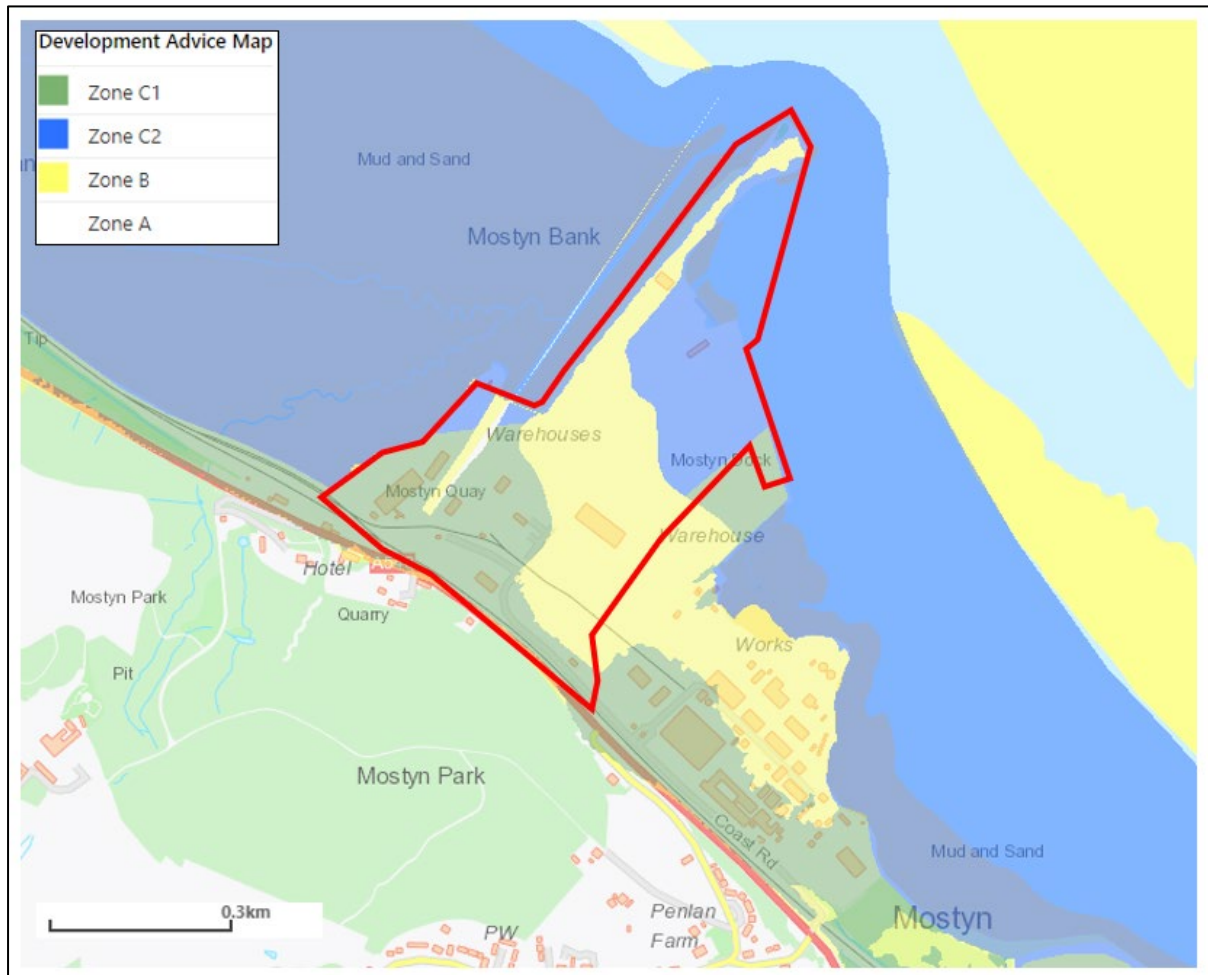 Development Advice Map
Zone C1
Zone C2
Zone B
Zone A
Mud and Sand
Mostyn Bank
Tip
Warehouses
Mostyn Quay
Mostyn Dock
Warehouse
Hotel
Mostyn Park
Quarry
Works
Pit
Mostyn Park
Coast Rd
Mud and Sand
0.3km
Mostyn
Penlan
Farm
PW